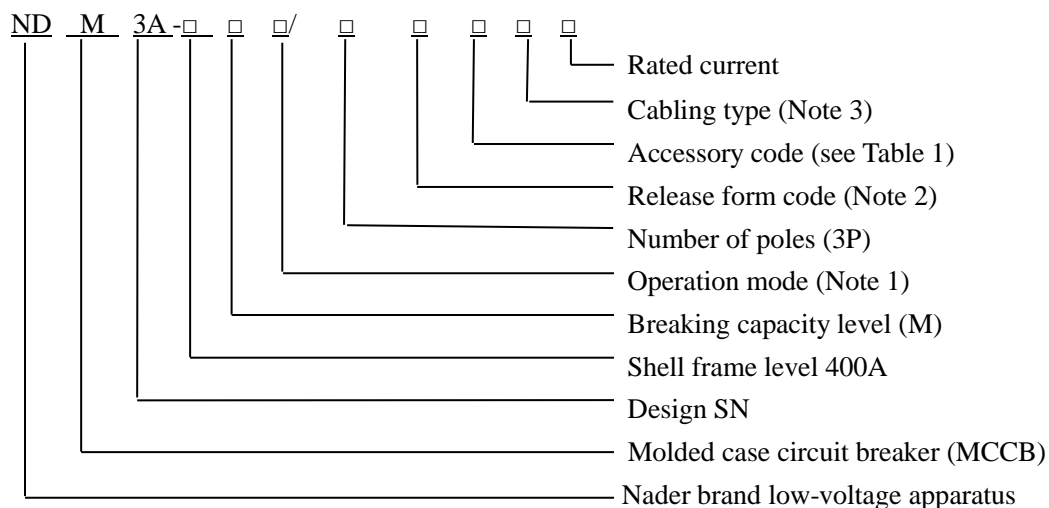 ND M 3A -□ □ □/ □ □ □ □ □
Rated current
Cabling type (Note 3)
Accessory code (see Table 1)
Release form code (Note 2)
Number of poles (3P)
Operation mode (Note 1)
Breaking capacity level (M)
Shell frame level 400A
Design SN
Molded case circuit breaker (MCCB)
Nader brand low-voltage apparatus